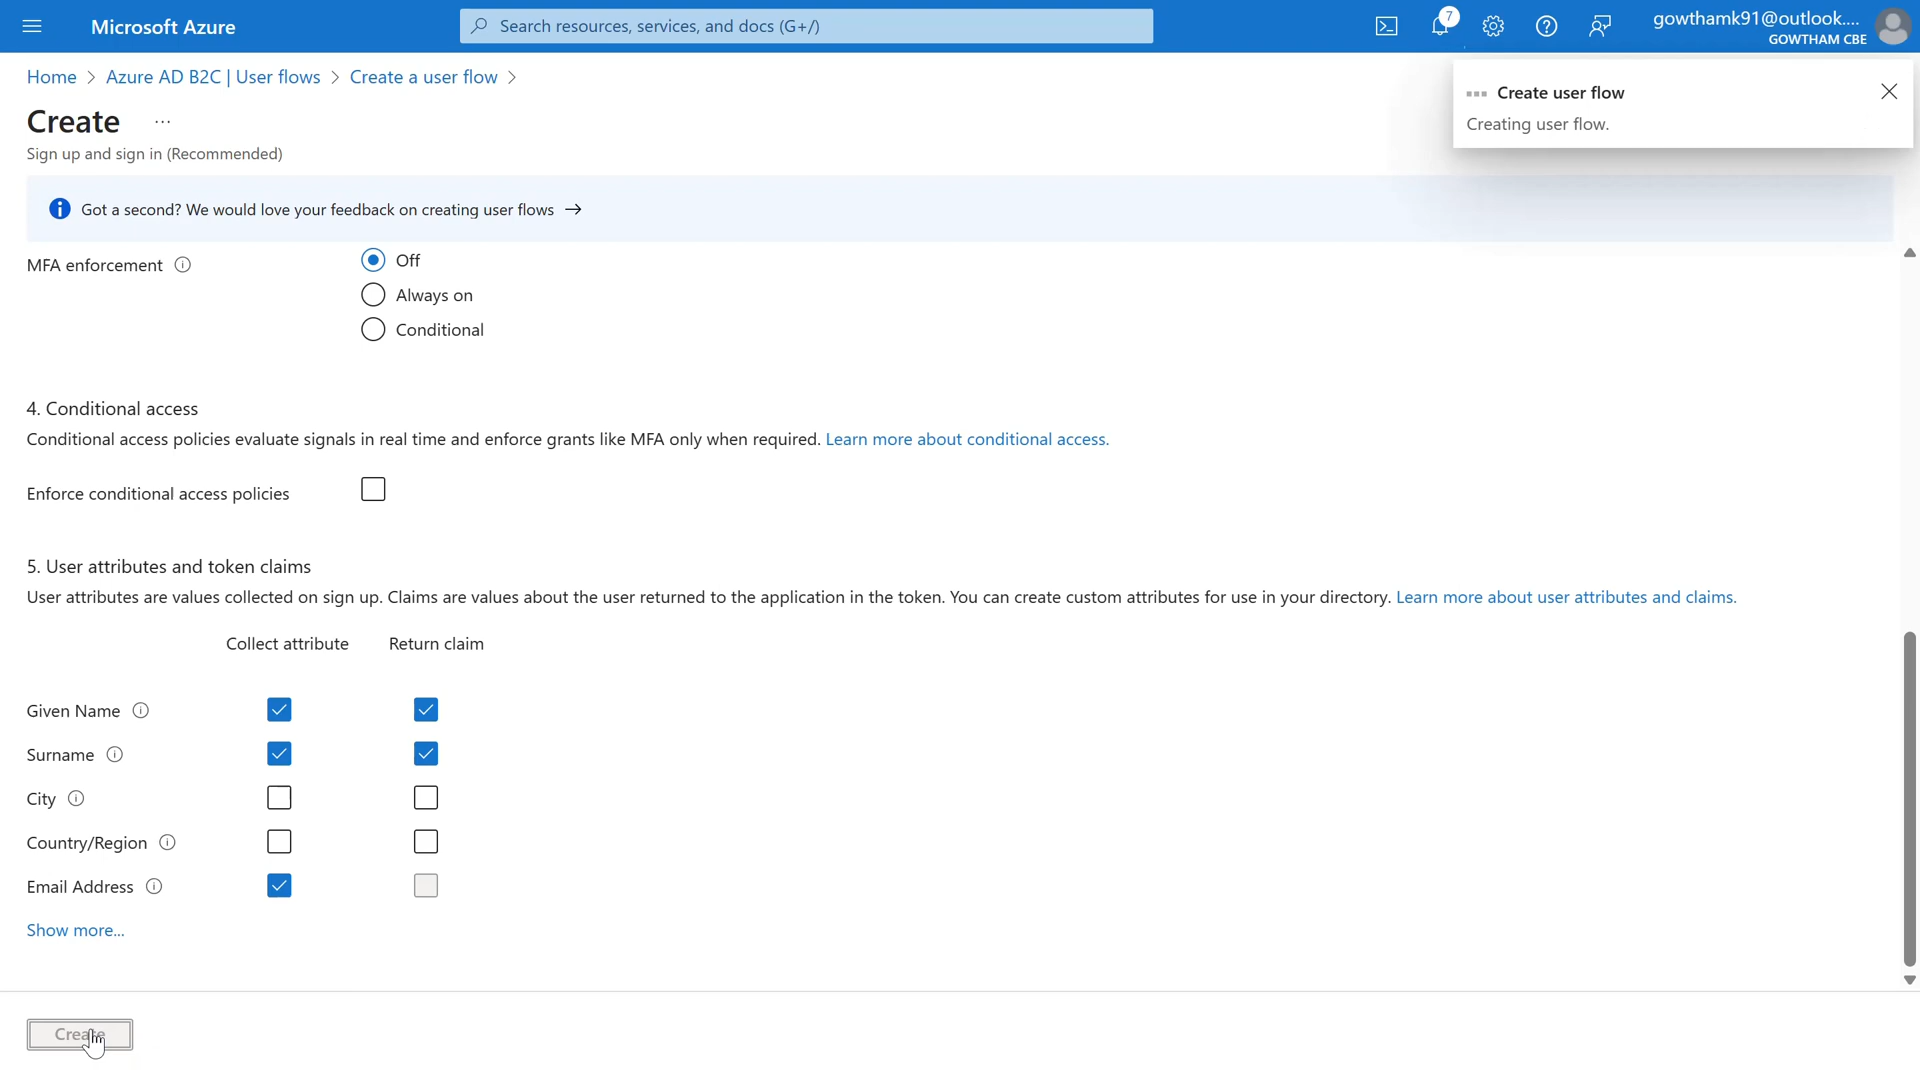 Microsoft Azure
Search resources, services, and docs (G+/)
7
gowthamk91@outlook....
GOWTHAM CBE
Home > Azure AD B2C | User flows > Create a user flow >
Create user flow
Creating user flow.
Create ...
Sign up and sign in (Recommended)
Got a second? We would love your feedback on creating user flows →
MFA enforcement
Off
Always on
Conditional
4. Conditional access
Conditional access policies evaluate signals in real time and enforce grants like MFA only when required. Learn more about conditional access.
Enforce conditional access policies
5. User attributes and token claims
User attributes are values collected on sign up. Claims are values about the user returned to the application in the token. You can create custom attributes for use in your directory. Learn more about user attributes and claims.
Collect attribute Return claim
Given Name
Surname
City
Country/Region
Email Address
Show more...
Create